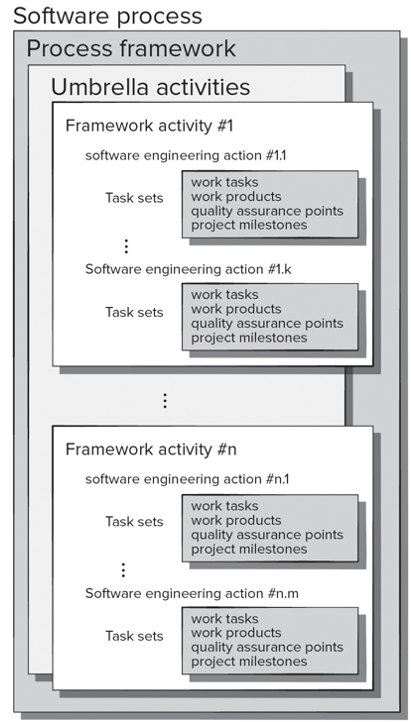 Software process
Process framework
Umbrella activities
Framework activity #1
software engineering action #1.1
Task sets
work tasks
work products
quality assurance points
project milestones
Software engineering action #1.k
Task sets
work tasks
work products
quality assurance points
project milestones
Framework activity #n
software engineering action #n.1
Task sets
work tasks
work products
quality assurance points
project milestones
Software engineering action #n.m
Task sets
work tasks
work products
quality assurance points
project milestones